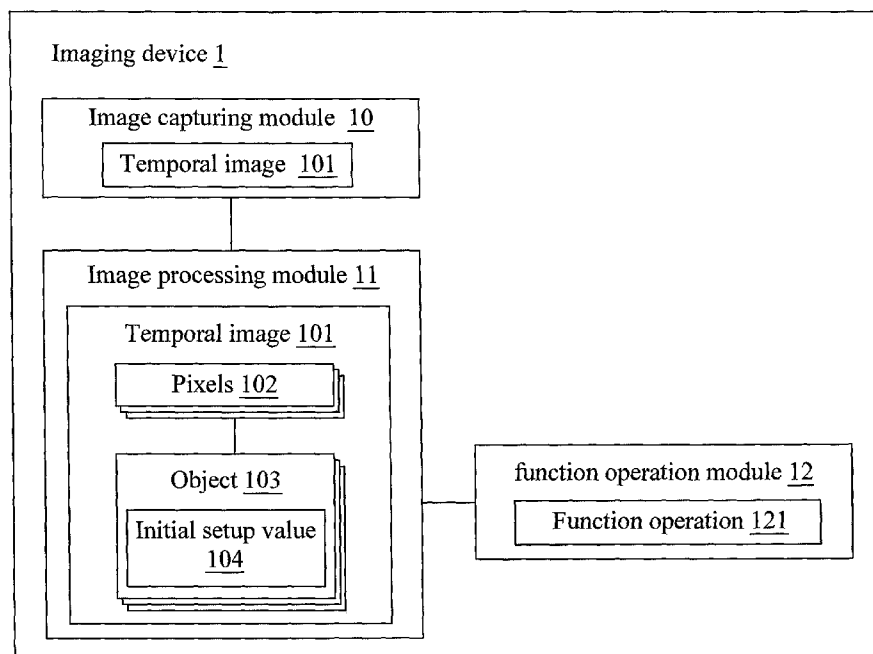 Imaging device 1
Image capturing module 10
Temporal image 101
Image processing module 11
Temporal image 101
Pixels 102
Object 103
Initial setup value
104
function operation module 12
Function operation 121